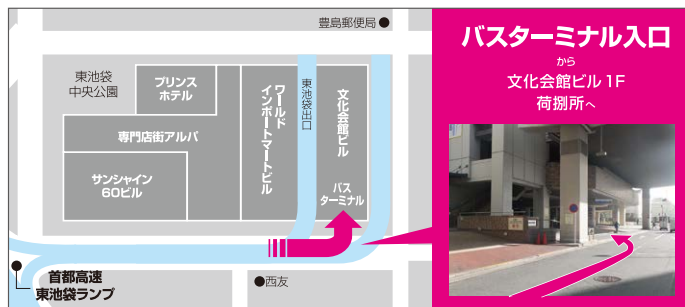 豊島郵便局
東池袋
中央公園
プリンス
ホテル
ワールド
インポートマートビル
東池袋出口
文化会館ビル
専門店街アルパ
サンシャイン
60ビル
バス
ターミナル
首都高速
東池袋ランプ
西友
バスターミナル入口
から
文化会館ビル1F
荷捌所へ